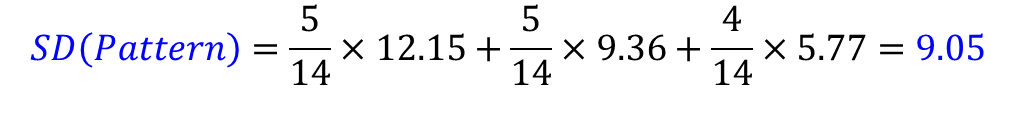 SD(Pattern) = 5/14 × 12.15 + 5/14 × 9.36 + 4/14 × 5.77 = 9.05